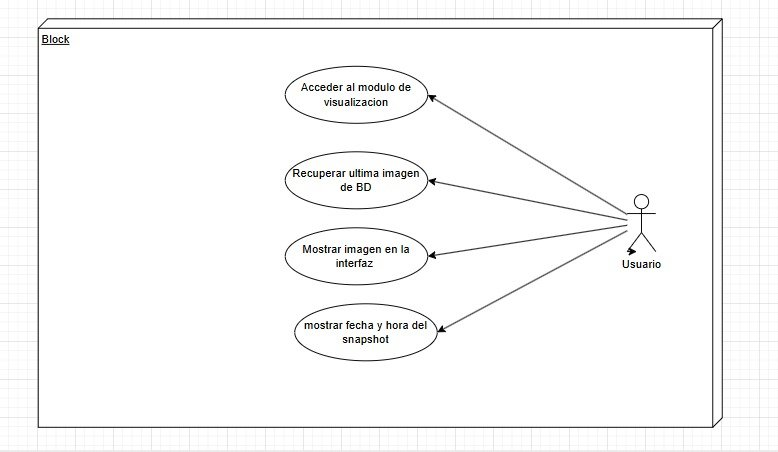 Block
Acceder al modulo de
visualizacion
Recuperar ultima imagen
de BD
Mostrar imagen en la
interfaz
mostrar fecha y hora del
snapshot
Usuario